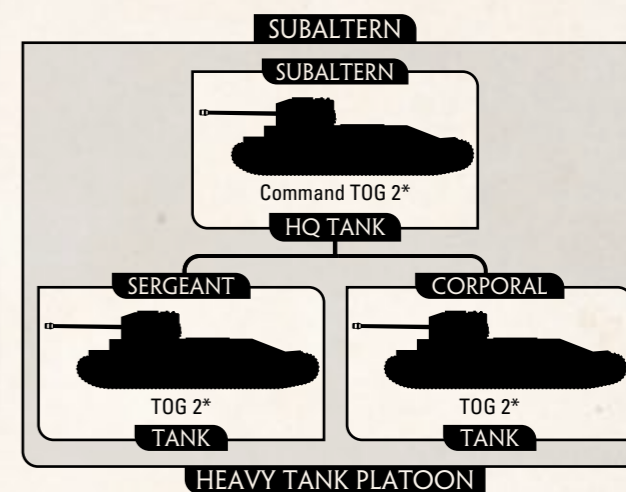 SUBALTERN
SUBALTERN
Command TOG 2*
HQ TANK
SERGEANT
CORPORAL
TOG 2*
TOG 2*
TANK
TANK
HEAVY TANK PLATOON